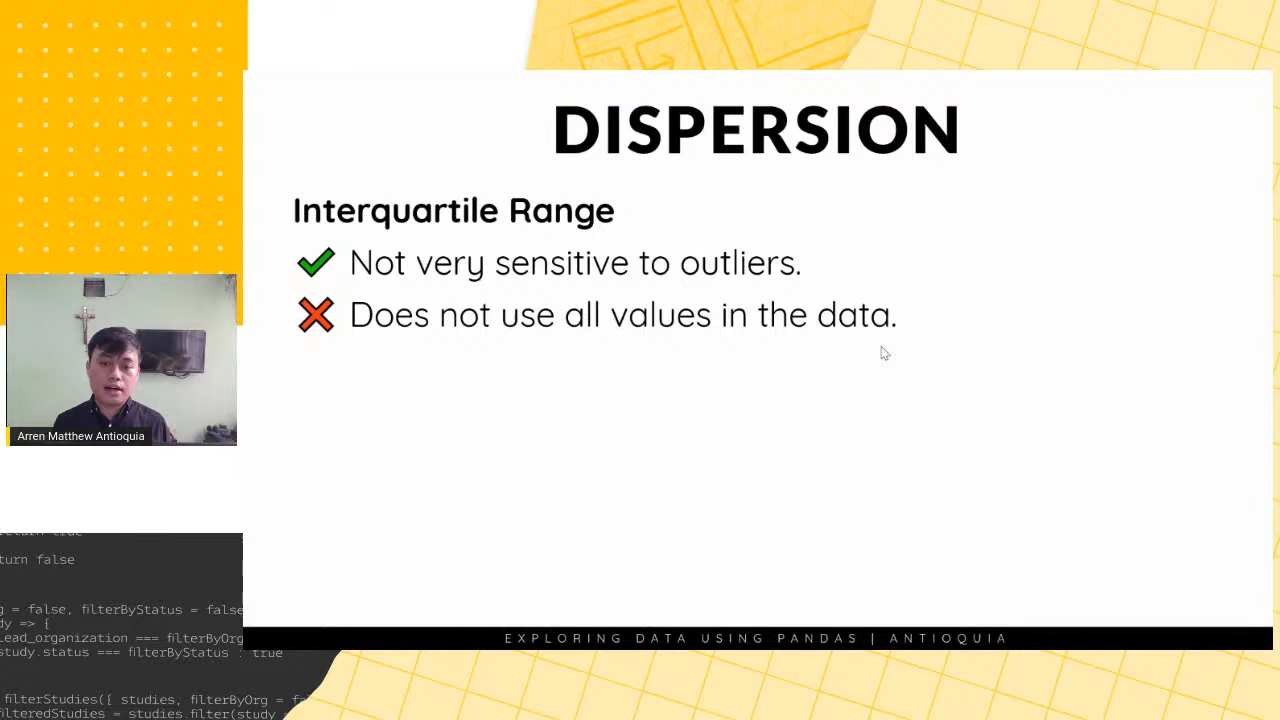 DISPERSION
Interquartile Range
Not very sensitive to outliers.
Does not use all values in the data.
Arren Matthew Antioquia
turn false
= false, filterByStatus = false
=> {
ead_organization === filterByOrg
study.status === filterByStatus : true
filterStudies({ studies, filterByOrg =
filteredStudies = studies.filter(study
EXPLORING DATA USING PANDAS | ANTIOQUIA